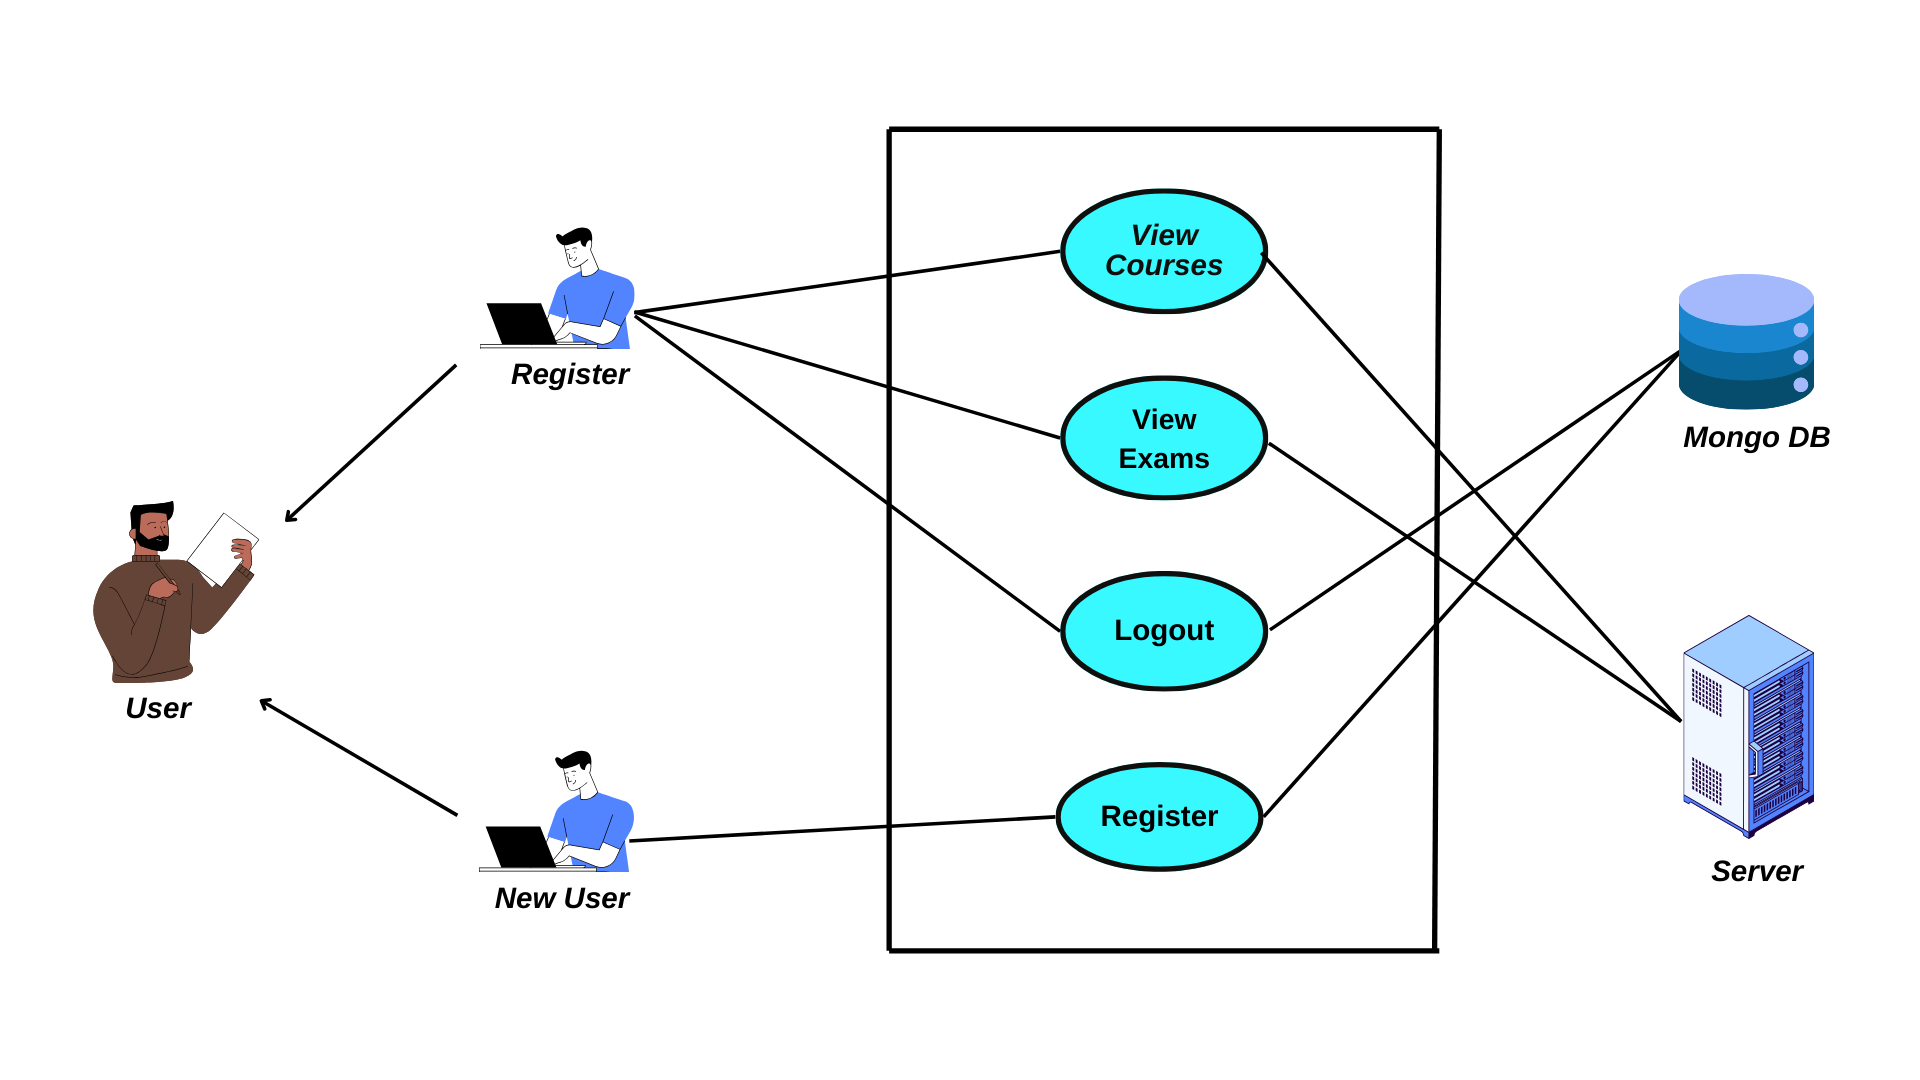 View
Courses
View
Exams
Logout
Register
Register
New User
User
Mongo DB
Server